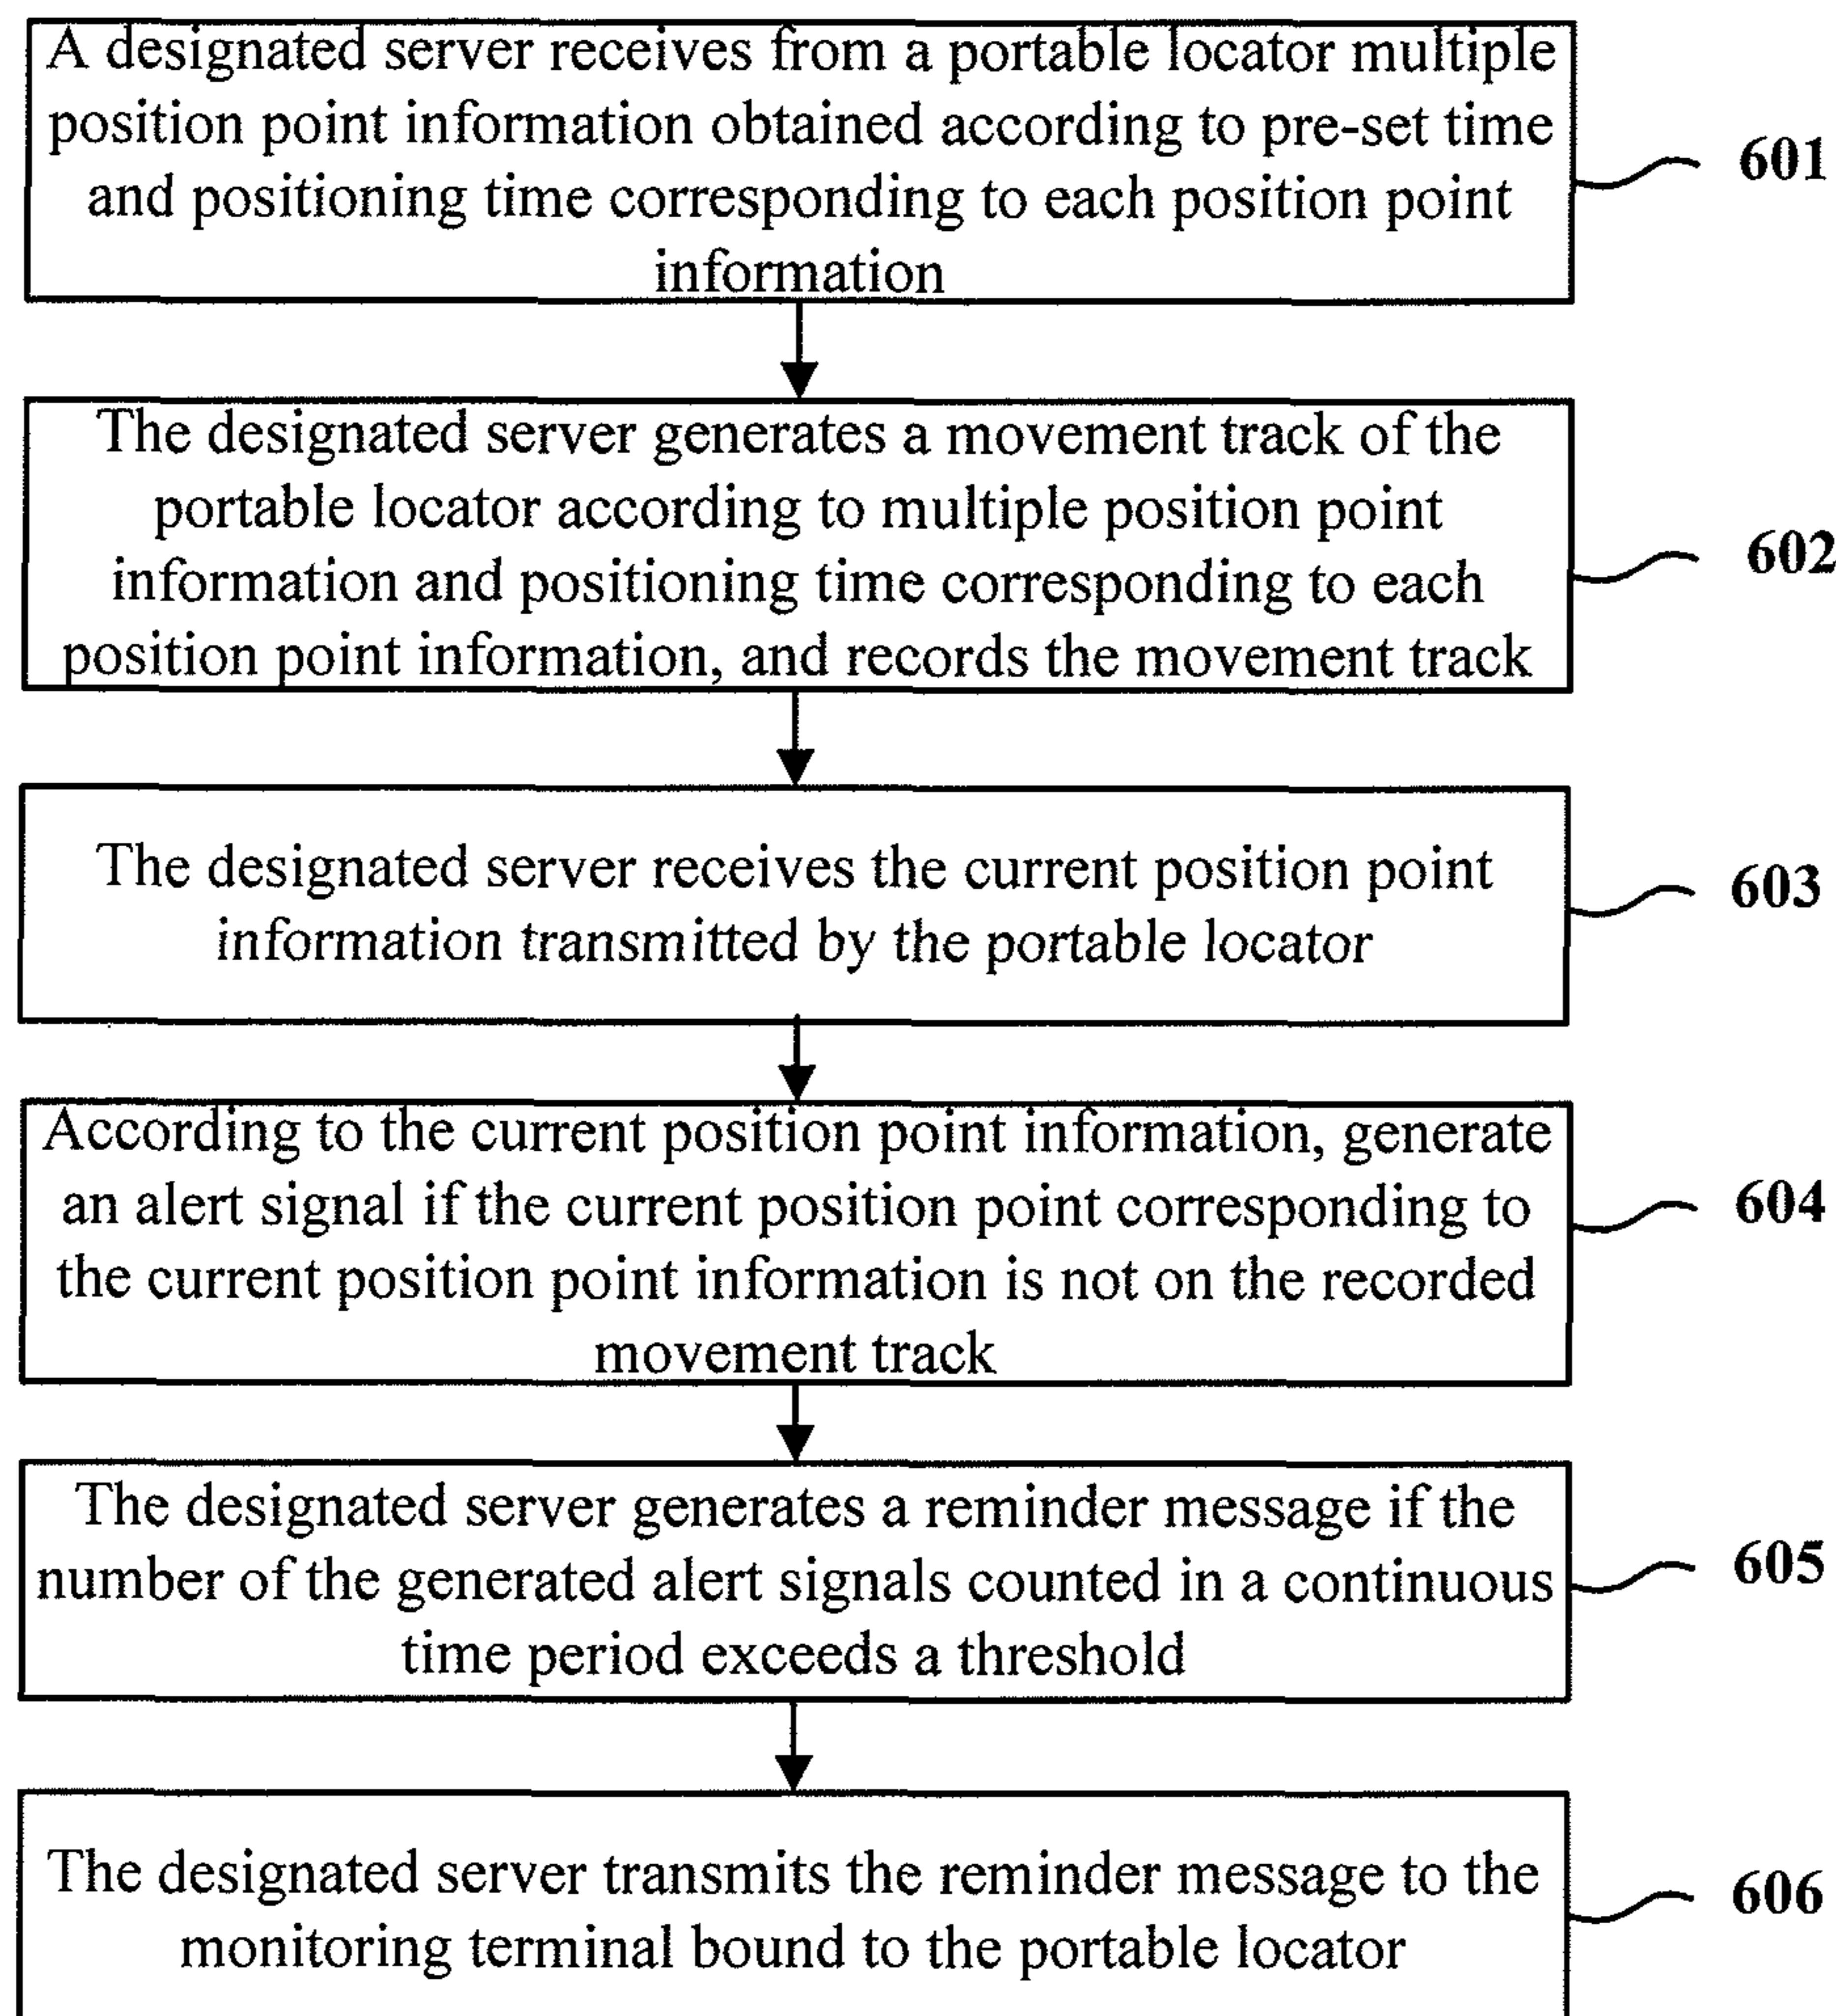 A designated server receives from a portable locator multiple
position point information obtained according to pre-set time
and positioning time corresponding to each position point
information
601
The designated server generates a movement track of the
portable locator according to multiple position point
information and positioning time corresponding to each
position point information, and records the movement track
602
The designated server receives the current position point
information transmitted by the portable locator
603
According to the current position point information, generate
an alert signal if the current position point corresponding to
the current position point information is not on the recorded
movement track
604
The designated server generates a reminder message if the
number of the generated alert signals counted in a continuous
time period exceeds a threshold
605
The designated server transmits the reminder message to the
monitoring terminal bound to the portable locator
606